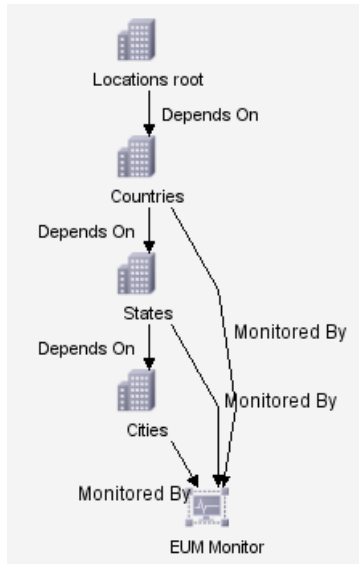 Locations root
Depends On
Countries
Depends On
States
Monitored By
Depends On
Monitored By
Cities
Monitored By
EUM Monitor